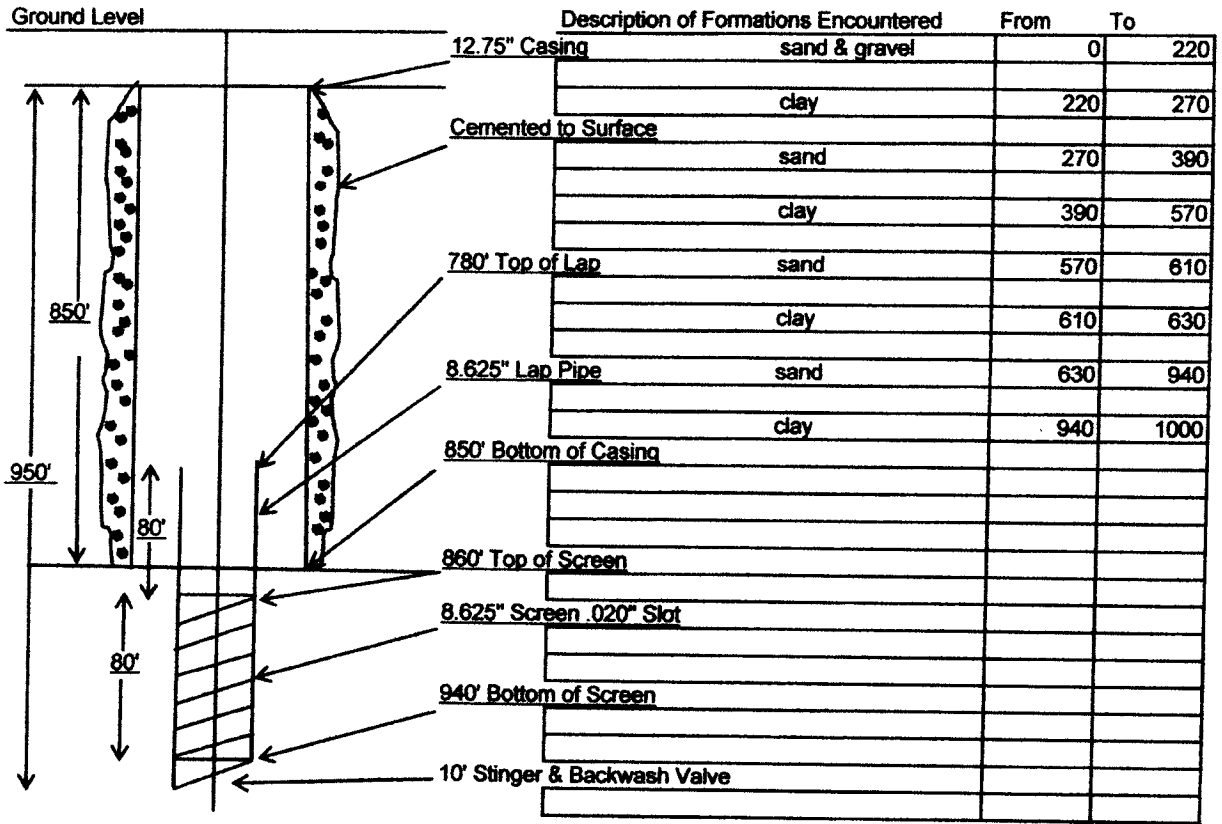 Ground Level
Description of Formations Encountered From To
12.75" Casing sand & gravel 0 220
clay 220 270
Cemented to Surface
sand 270 390
clay 390 570
780' Top of Lap sand 570 610
850'
clay 610 630
8.625" Lap Pipe sand 630 940
clay 940 1000
850' Bottom of Casing
950'
80'
860' Top of Screen
8.625" Screen .020" Slot
80'
940' Bottom of Screen
10' Stinger & Backwash Valve